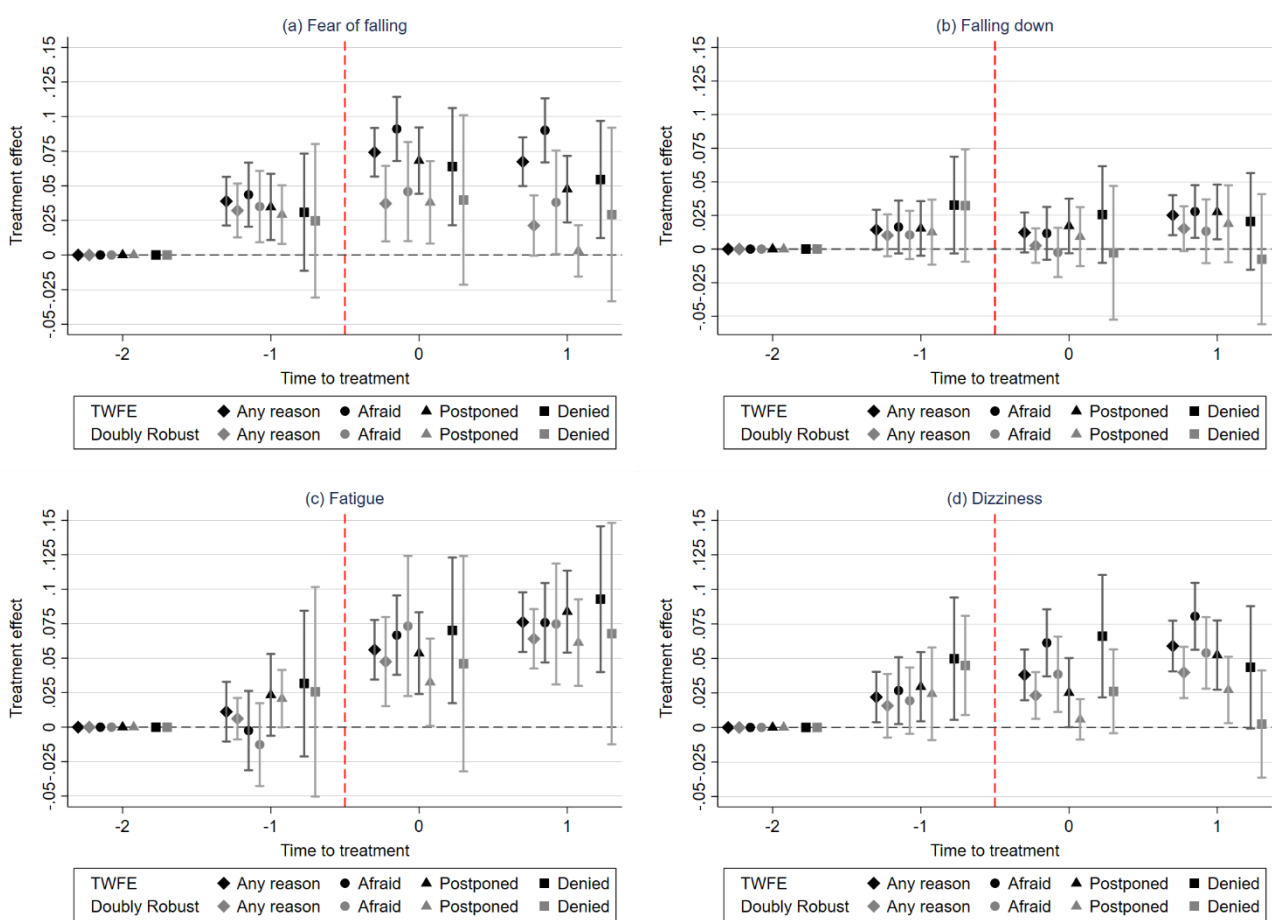 (a) Fear of falling
Treatment effect
-.05 -.025 0 .025 .05 .075 .1 .125 .15
-2 -1 0 1
Time to treatment
TWFE Any reason Afraid Postponed Denied
Doubly Robust Any reason Afraid Postponed Denied
(b) Falling down
Treatment effect
-.05 -.025 0 .025 .05 .075 .1 .125 .15
-2 -1 0 1
Time to treatment
TWFE Any reason Afraid Postponed Denied
Doubly Robust Any reason Afraid Postponed Denied
(c) Fatigue
Treatment effect
-.05 -.025 0 .025 .05 .075 .1 .125 .15
-2 -1 0 1
Time to treatment
TWFE Any reason Afraid Postponed Denied
Doubly Robust Any reason Afraid Postponed Denied
(d) Dizziness
Treatment effect
-.05 -.025 0 .025 .05 .075 .1 .125 .15
-2 -1 0 1
Time to treatment
TWFE Any reason Afraid Postponed Denied
Doubly Robust Any reason Afraid Postponed Denied